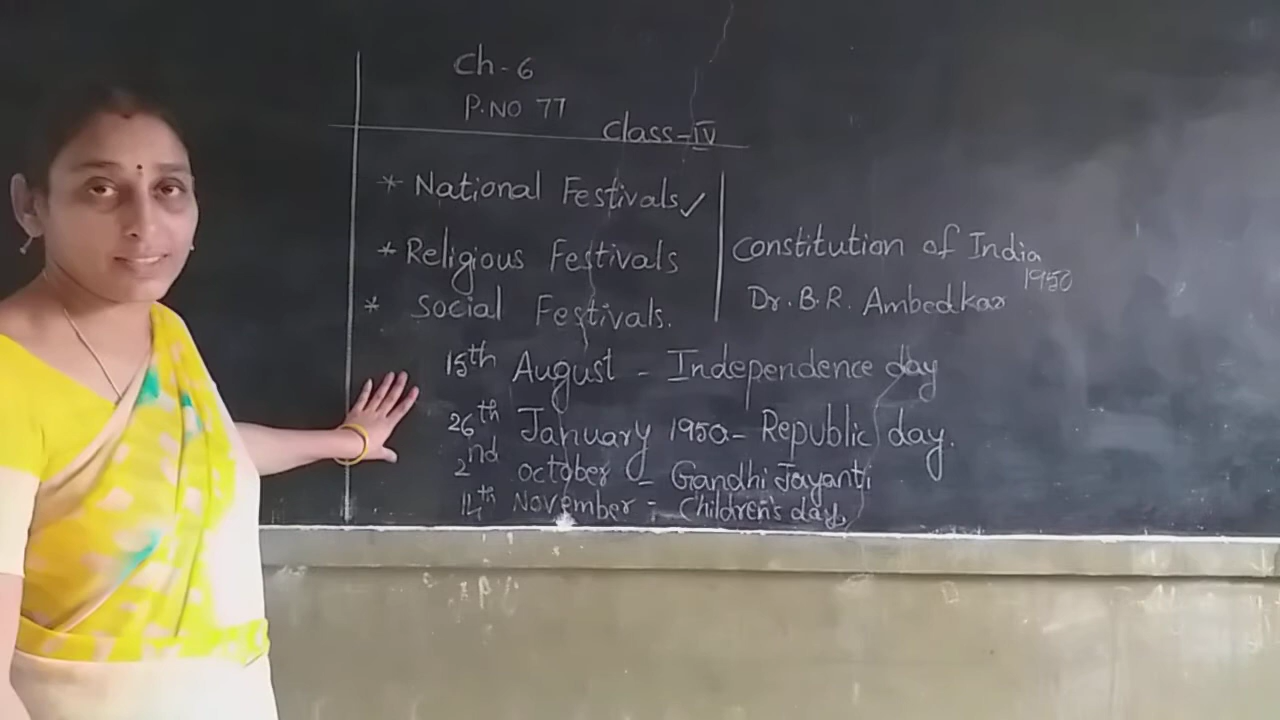 Ch-6
P.NO 77
Class-IV
* National Festivals ✓
* Religious Festivals
* Social Festivals.
Constitution of India
1950
Dr. B.R. Ambedkar
15th August - Independence day
26th January 1950- Republic day.
2nd october - Gandhi Jayanti
14th November - Children's day